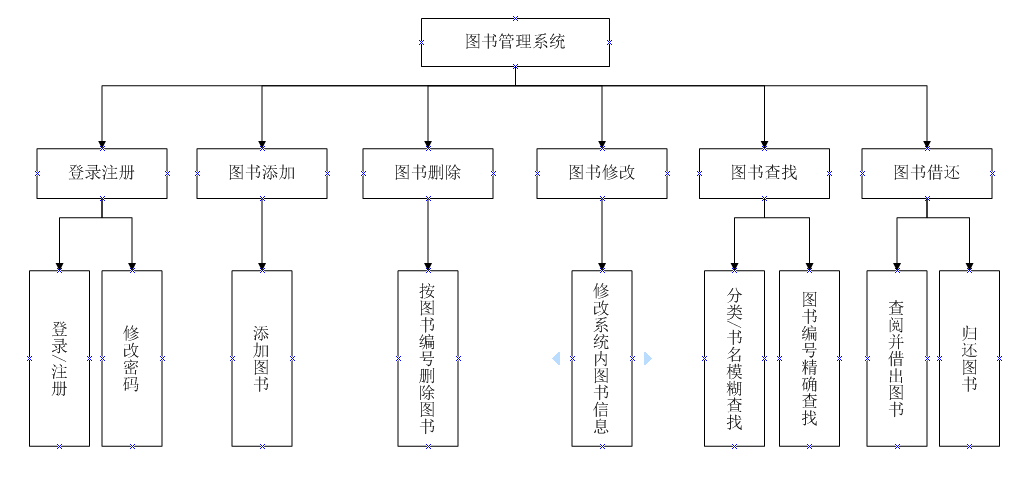 图书管理系统
登录注册
图书添加
图书删除
图书修改
图书查找
图书借还
登录/注册
修改密码
添加图书
按图书编号删除图书
修改系统内图书信息
分类/书名模糊查找
图书编号精确查找
查阅并借出图书
归还图书